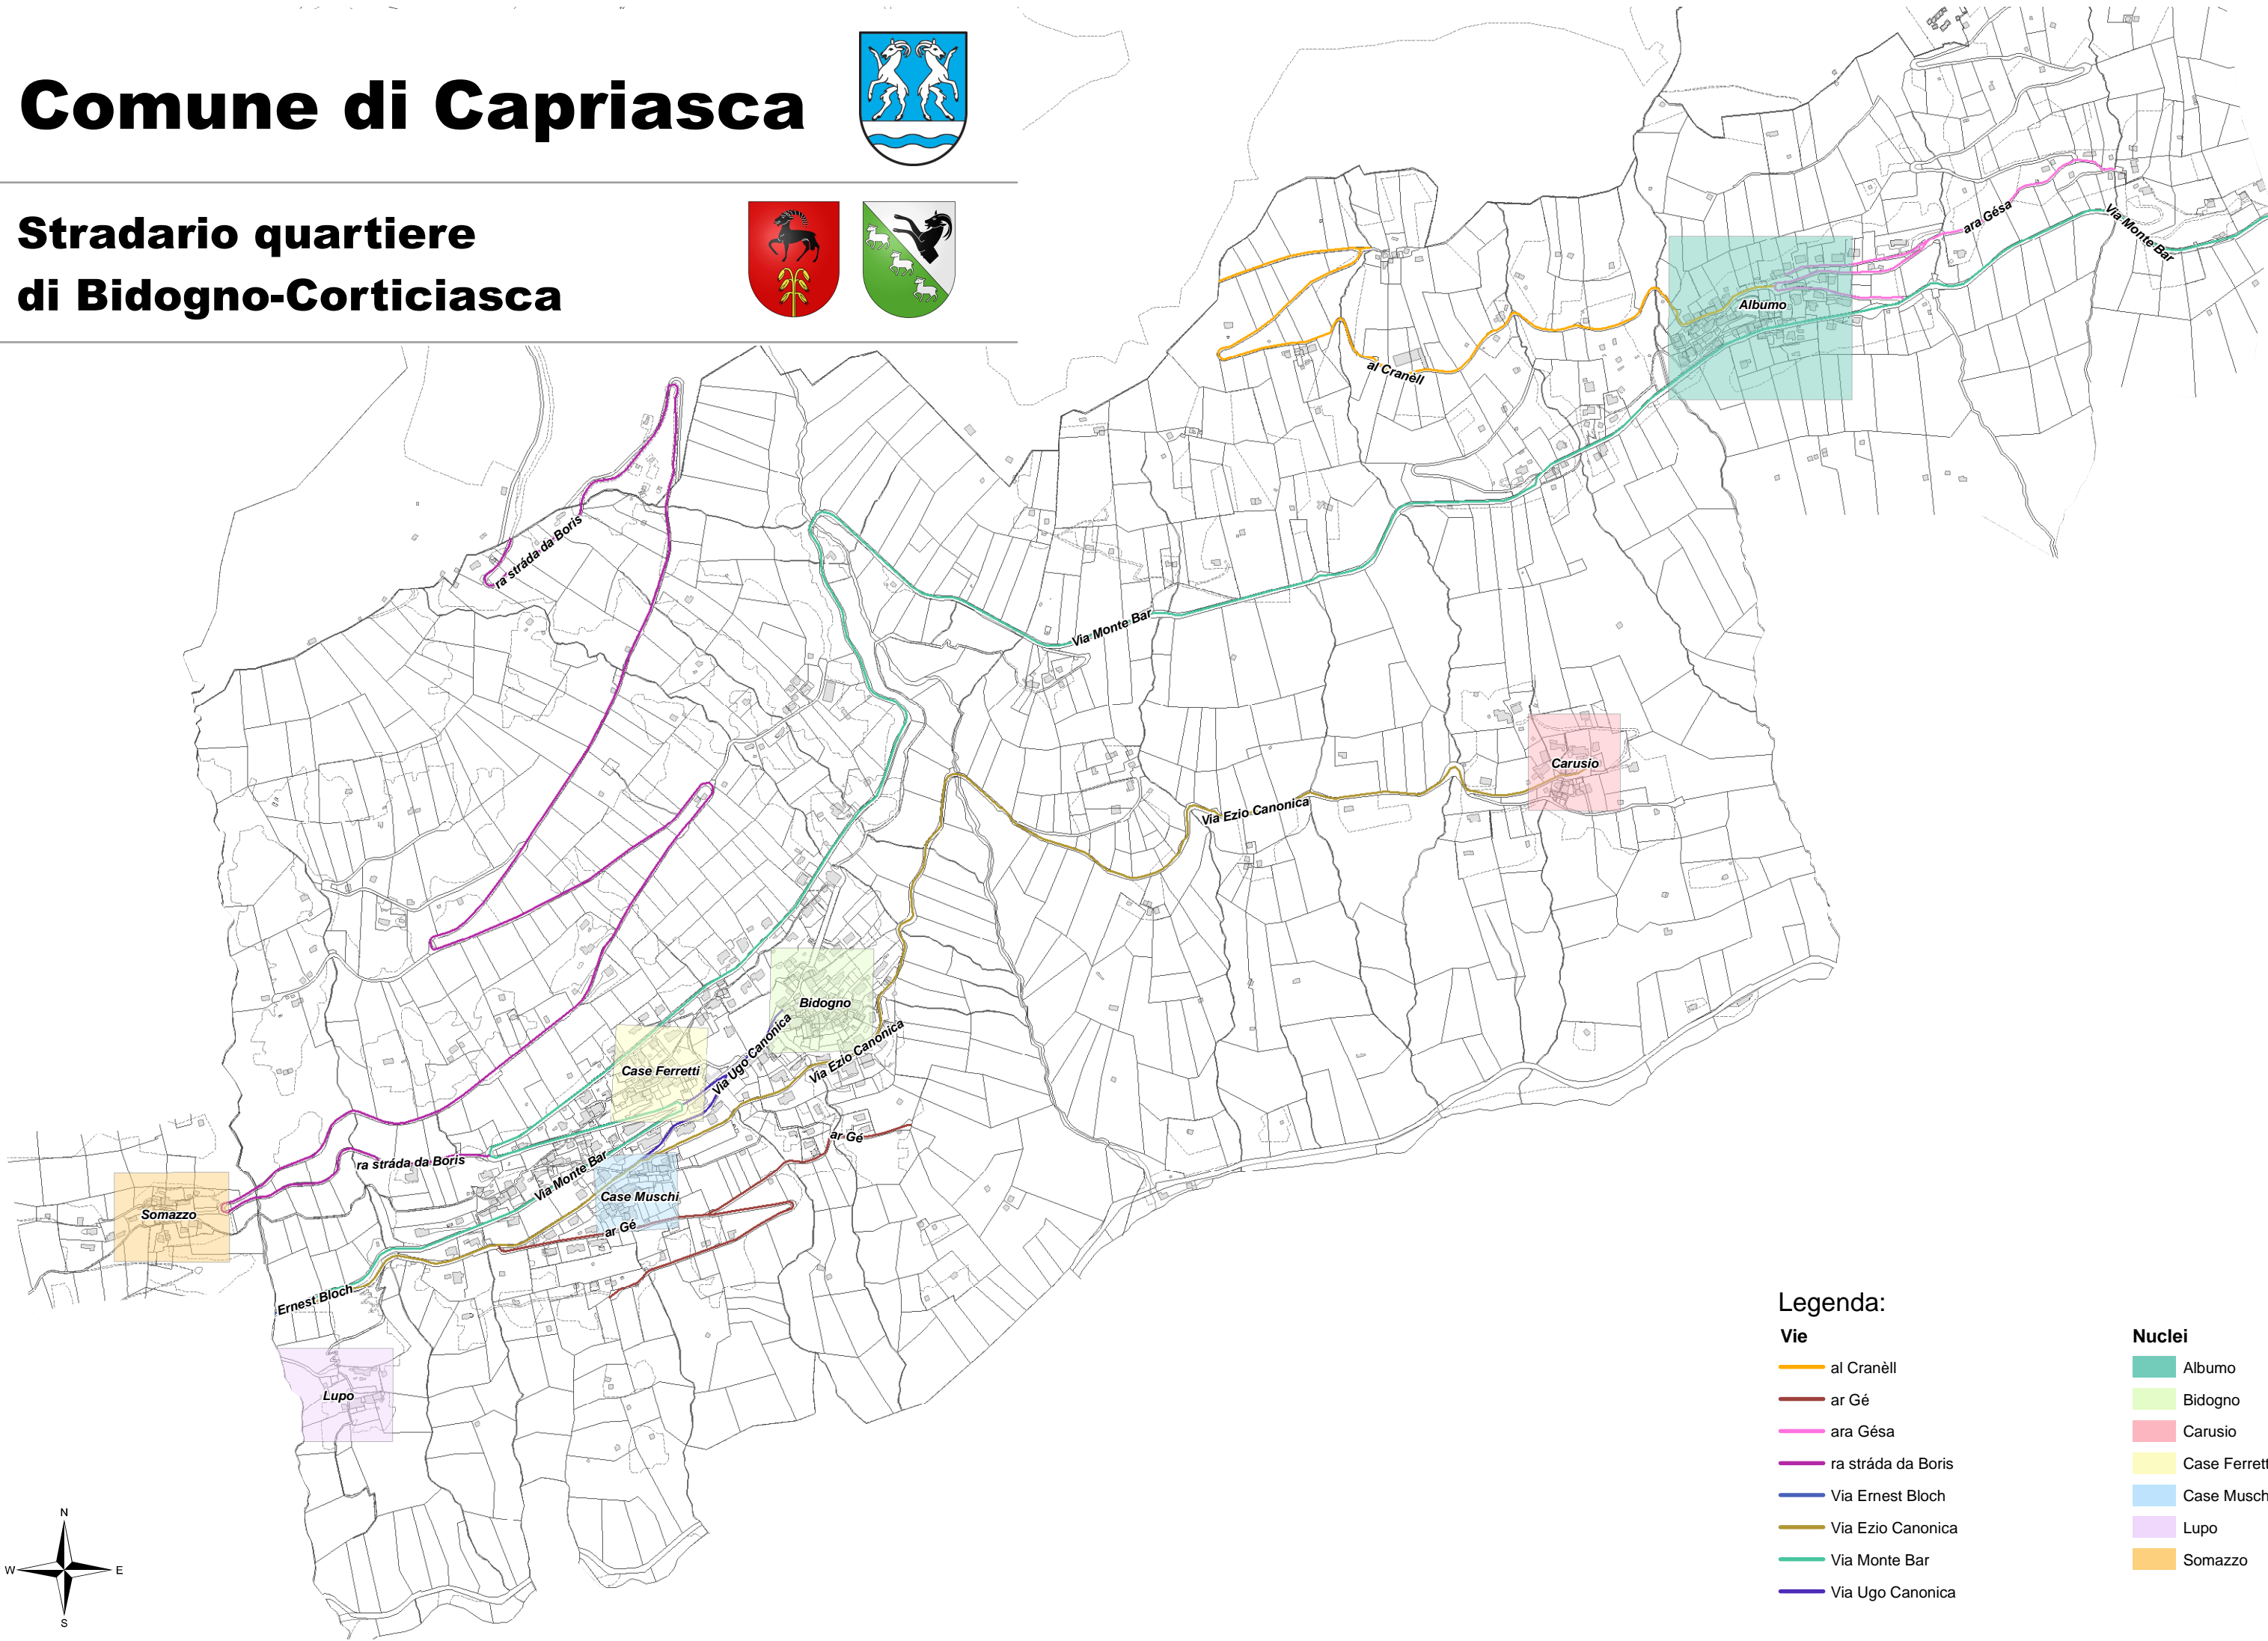 Comune di Capriasca
Stradario quartiere
di Bidogno-Corticiasca
ara Gésa
Via Monte Bar
Albumo
al Cranèll
ra stráda da Boris
Via Monte Bar
Carusio
Via Ezio Canonica
Bidogno
Via Ugo Canonica
Via Ezio Canonica
Case Ferretti
ar Gé
ra stráda da Boris
Via Monte Bar
Case Muschi
Somazzo
ar Gé
Ernest Bloch
Lupo
Legenda:
Vie
al Cranèll
ar Gé
ara Gésa
ra stráda da Boris
Via Ernest Bloch
Via Ezio Canonica
Via Monte Bar
Via Ugo Canonica
Nuclei
Albumo
Bidogno
Carusio
Case Ferrett
Case Musch
Lupo
Somazzo
N
W E
S